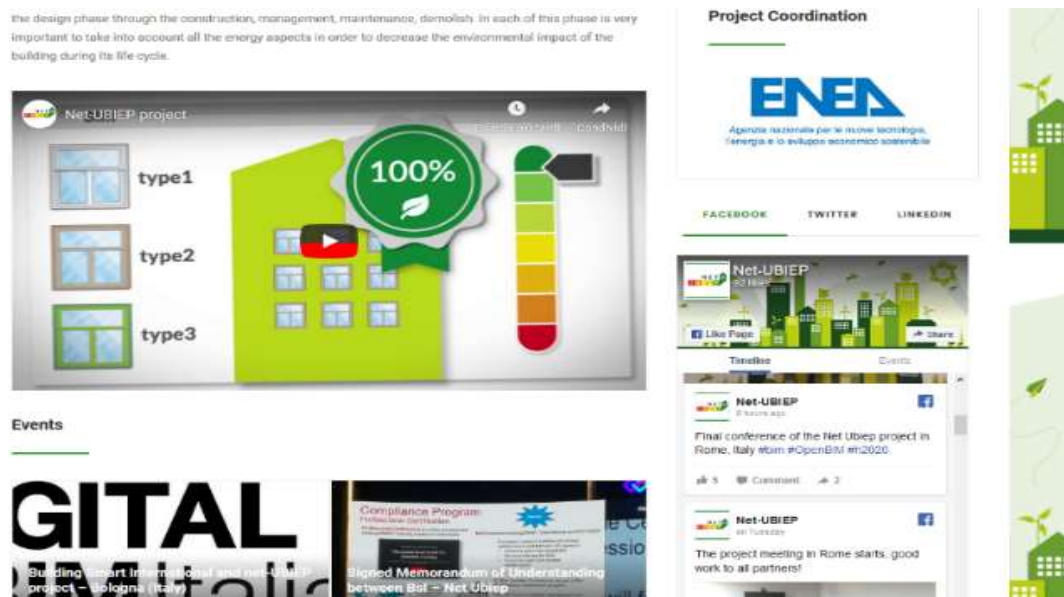 the design phase through the construction, management, maintenance, demolish. In each of this phase is very
important to take into account all the energy aspects in order to decrease the environmental impact of the
building during its life cycle.
Net-UBIEP project
type1
type2
type3
100%
Events
GITAL
Building Smart International and net-UBIEP
project – Bologna (Italy)
Compliance Program
Signed Memorandum of Understanding
between BsI – Net Ubiep
Project Coordination
ENEA
Agenzia nazionale per le nuove tecnologie,
l'energia e lo sviluppo economico sostenibile
FACEBOOK TWITTER LINKEDIN
Net-UBIEP
Like Page Share
Timeline Events
Net-UBIEP
Final conference of the Net Ubiep project in
Rome, Italy #bim #OpenBIM
5 Comment 2
Net-UBIEP
on Tuesday
The project meeting in Rome starts, good
work to all partners!